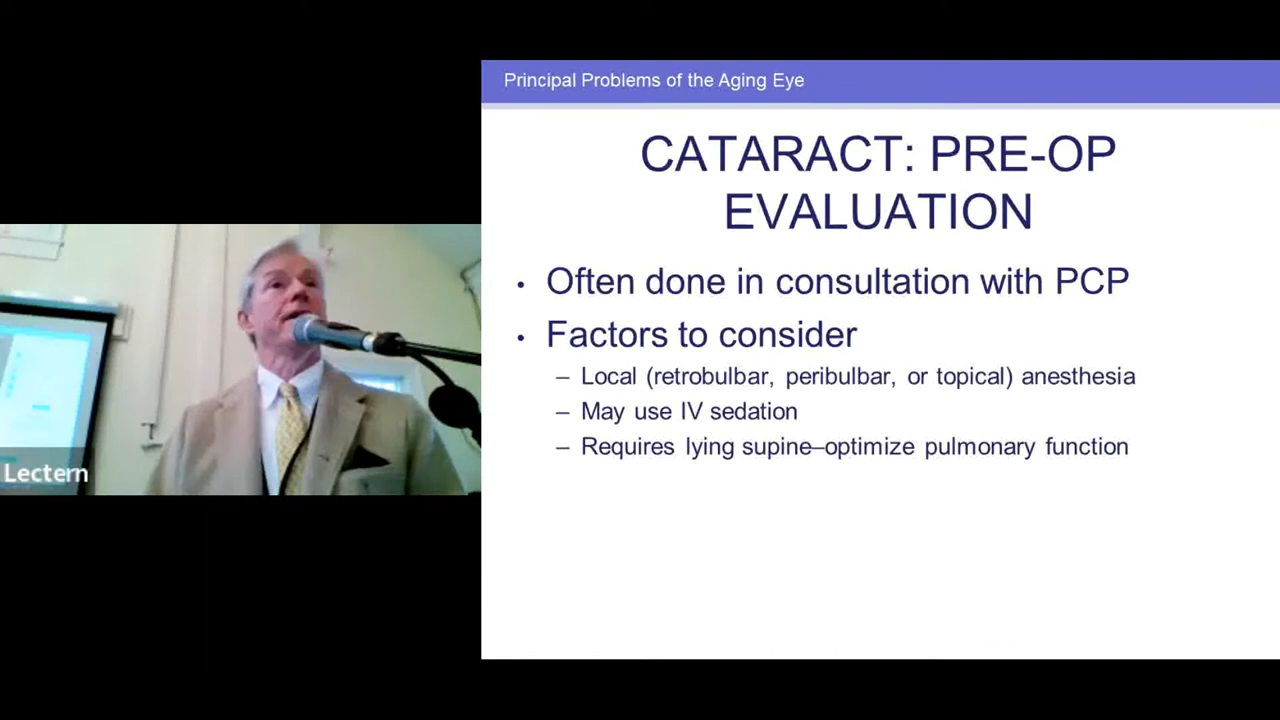 Principal Problems of the Aging Eye
CATARACT: PRE-OP
EVALUATION
• Often done in consultation with PCP
• Factors to consider
– Local (retrobulbar, peribulbar, or topical) anesthesia
– May use IV sedation
– Requires lying supine–optimize pulmonary function
Lectern